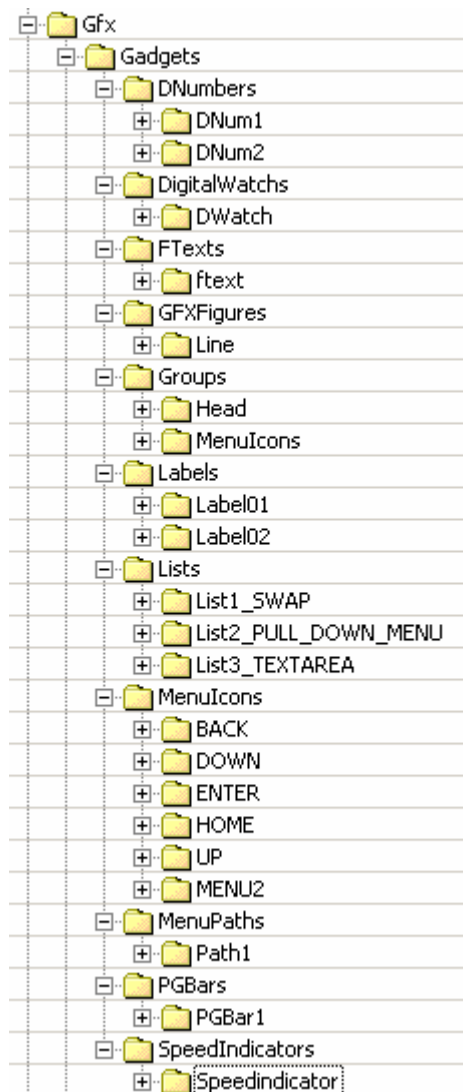 Gfx
Gadgets
DNumbers
DNum1
DNum2
DigitalWatchs
DWatch
FTexts
ftext
GFXFigures
Line
Groups
Head
MenuIcons
Labels
Label01
Label02
Lists
List1_SWAP
List2_PULL_DOWN_MENU
List3_TEXTAREA
MenuIcons
BACK
DOWN
ENTER
HOME
UP
MENU2
MenuPaths
Path1
PGBars
PGBar1
SpeedIndicators
Speedindicator